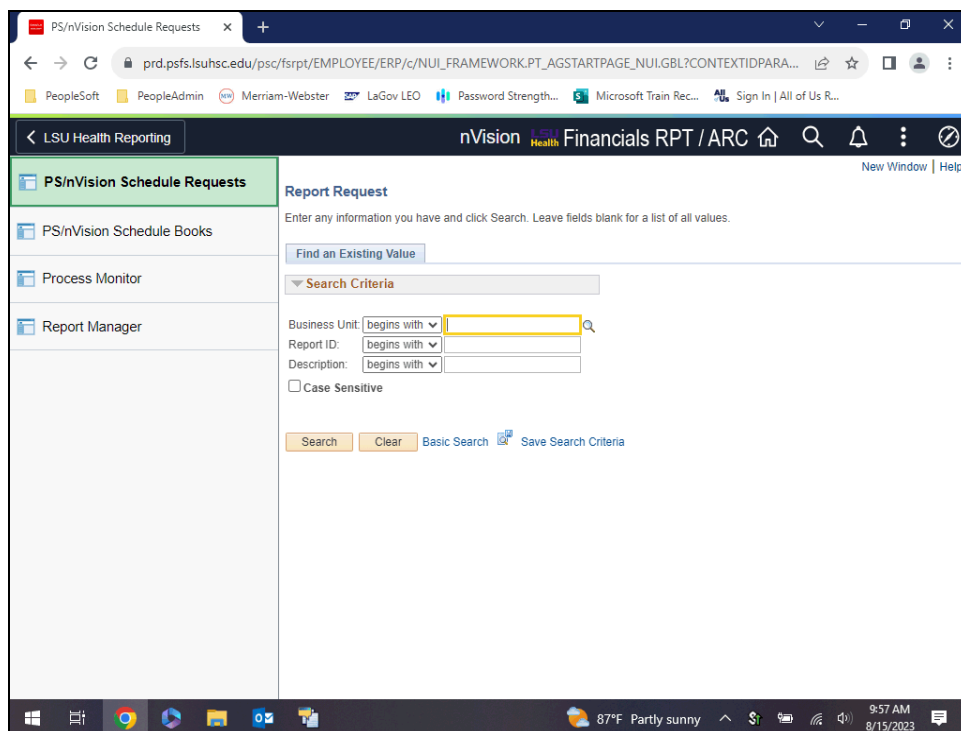 PS/nVision Schedule Requests
prd.psfs.lsuhsc.edu/psc/fsrpt/EMPLOYEE/ERP/c/NUI_FRAMEWORK.PT_AGSTARTPAGE_NUI.GBL?CONTEXTIDPARA...
PeopleSoft PeopleAdmin MW Merriam-Webster LaGov LEO Password Strength... S Microsoft Train Rec... All Us Sign In | All of Us R...
LSU Health Reporting nVision LSU Health Financials RPT / ARC
New Window | Help
PS/nVision Schedule Requests
PS/nVision Schedule Books
Process Monitor
Report Manager
Report Request
Enter any information you have and click Search. Leave fields blank for a list of all values.
Find an Existing Value
Search Criteria
Business Unit: begins with
Report ID: begins with
Description: begins with
Case Sensitive
Search Clear Basic Search Save Search Criteria
87°F Partly sunny 9:57 AM
8/15/2023